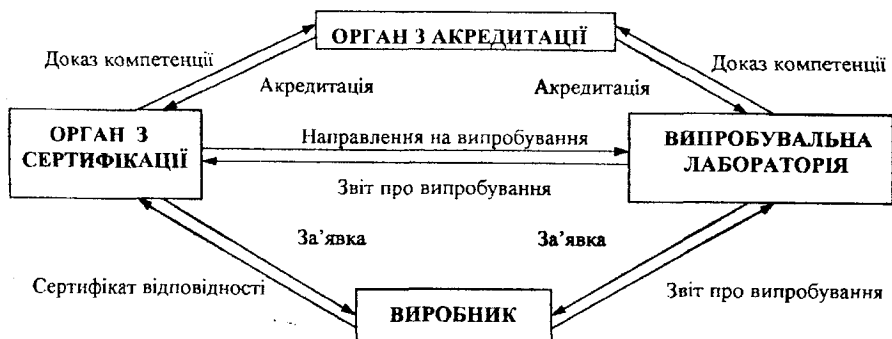 ОРГАН З АКРЕДИТАЦІЇ
Доказ компетенції
Доказ компетенції
Акредитація
Акредитація
ОРГАН З
СЕРТИФІКАЦІЇ
Направлення на випробування
ВИПРОБУВАЛЬНА
ЛАБОРАТОРІЯ
Звіт про випробування
За’явка
За’явка
Сертифікат відповідності
Звіт про випробування
ВИРОБНИК